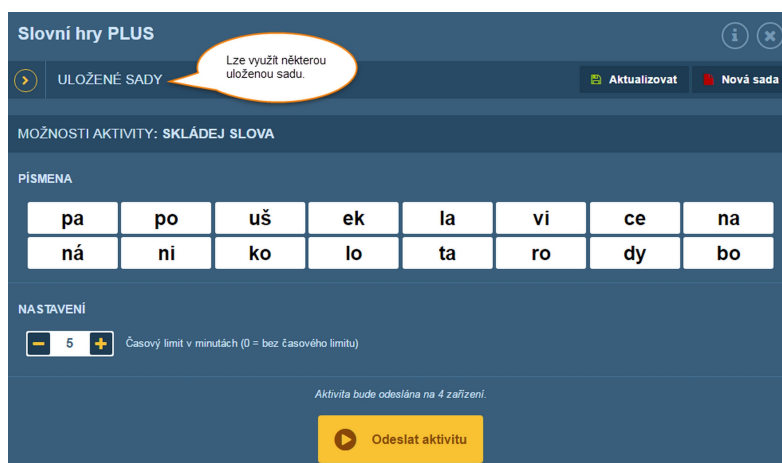 Slovní hry PLUS
Lze využít některou
uloženou sadu.
ULOŽENÉ SADY
Aktualizovat
Nová sada
MOŽNOSTI AKTIVITY: SKLÁDEJ SLOVA
PÍSMENA
pa po uš ek la vi ce na
ná ni ko lo ta ro dy bo
NASTAVENÍ
5 Časový limit v minutách (0 = bez časového limitu)
Aktivita bude odeslána na 4 zařízení.
Odeslat aktivitu